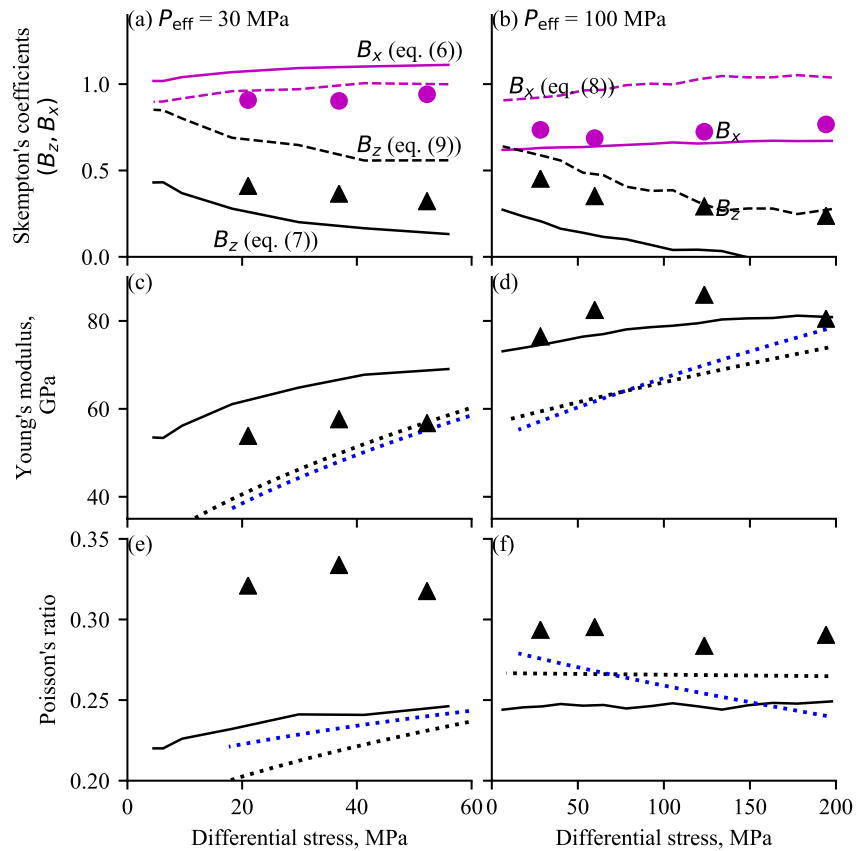 (a) P_eff = 30 MPa
(b) P_eff = 100 MPa
Skempton's coefficients
(B_z, B_x)
1.0
0.5
0.0
B_x (eq. (6))
B_z (eq. (9))
B_z (eq. (7))
B_x (eq. (8))
B_x
B_z
(c)
(d)
Young's modulus,
GPa
80
60
40
(e)
(f)
Poisson's ratio
0.35
0.30
0.25
0.20
0 20 40 60
0 50 100 150 200
Differential stress, MPa
Differential stress, MPa